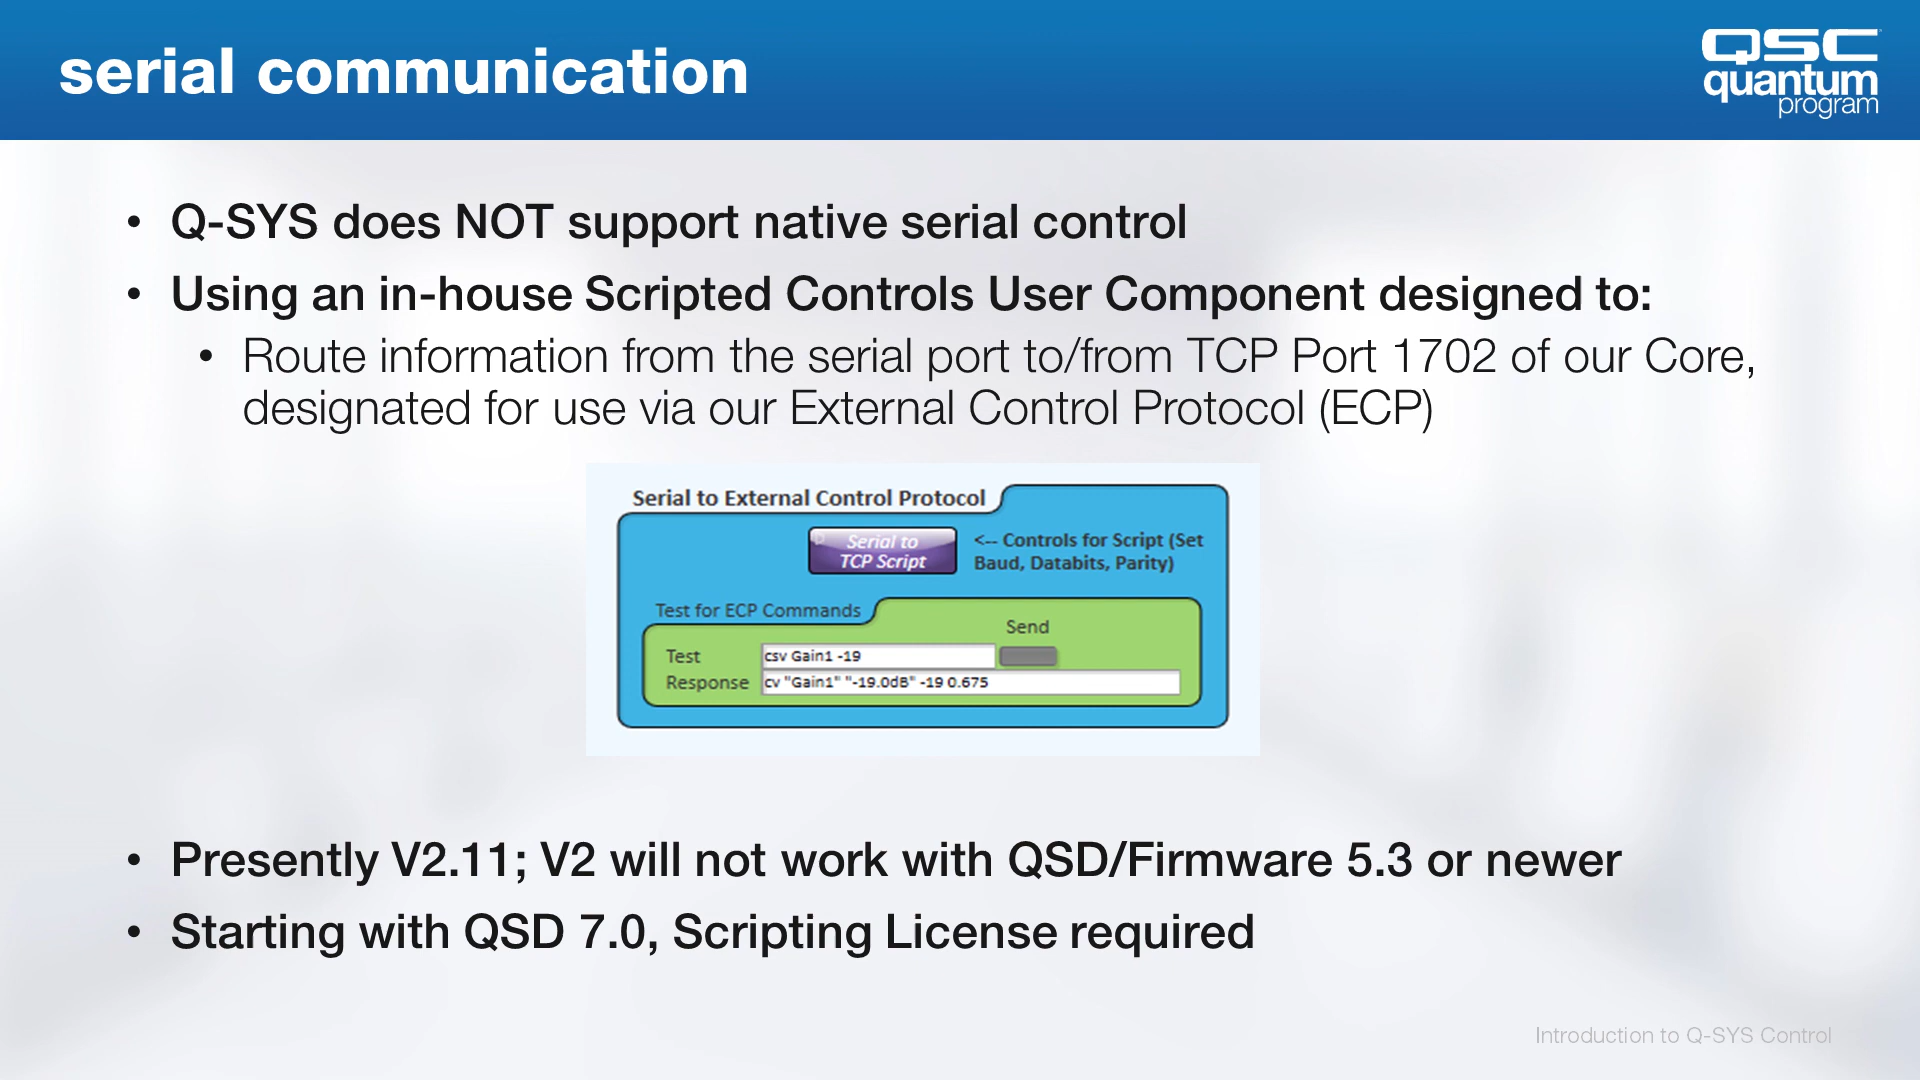 serial communication
QSC
quantum
program
• Q-SYS does NOT support native serial control
• Using an in-house Scripted Controls User Component designed to:
• Route information from the serial port to/from TCP Port 1702 of our Core,
designated for use via our External Control Protocol (ECP)
Serial to External Control Protocol
Serial to
TCP Script
<-- Controls for Script (Set
Baud, Databits, Parity)
Test for ECP Commands
Send
Test csv Gain1 -19
Response cv "Gain1" "-19.0dB" -19 0.675
• Presently V2.11; V2 will not work with QSD/Firmware 5.3 or newer
• Starting with QSD 7.0, Scripting License required
Introduction to Q-SYS Control